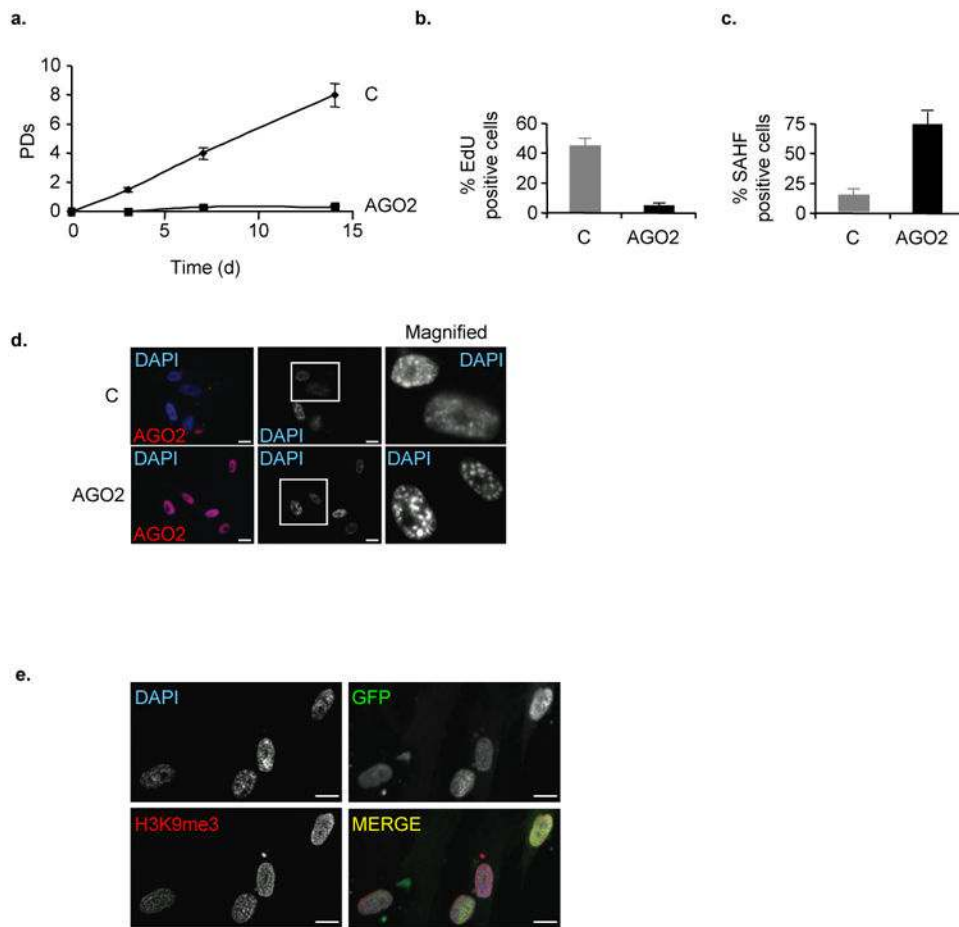 a.
b.
c.
PDs
10
8
6
4
2
0
0
5
10
15
Time (d)
C
AGO2
% EdU
positive cells
60
40
20
0
C
AGO2
% SAHF
positive cells
75
50
25
0
C
AGO2
d.
Magnified
C
DAPI
AGO2
DAPI
DAPI
AGO2
DAPI
AGO2
DAPI
DAPI
e.
DAPI
GFP
H3K9me3
MERGE